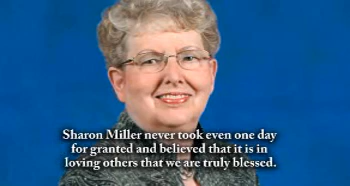 Sharon Miller never took even one day
for granted and believed that it is in
loving others that we are truly blessed.